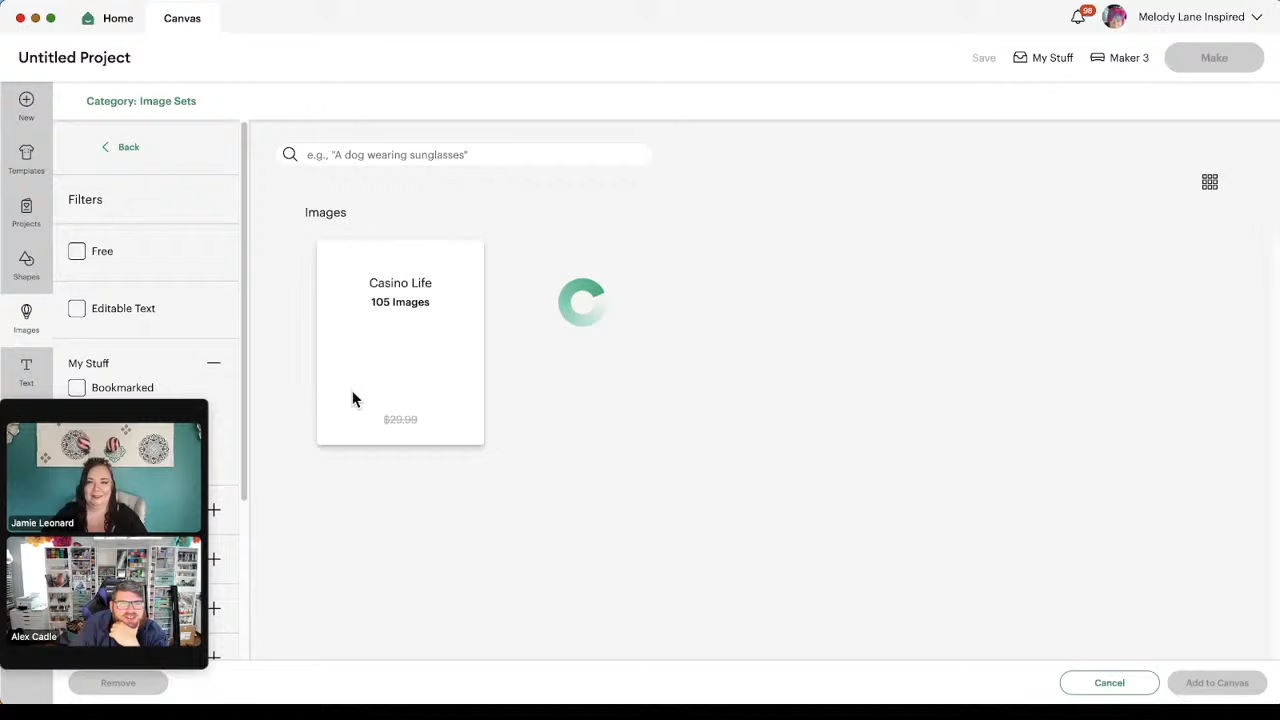 Home
Canvas
98
Melody Lane Inspired
Untitled Project
Save
My Stuff
Maker 3
Make
New
Templates
Projects
Shapes
Images
Text
Category: Image Sets
Back
Filters
Free
Editable Text
My Stuff
Bookmarked
e.g., "A dog wearing sunglasses"
Images
Casino Life
105 Images
$29.99
Jamie Leonard
Alex Cadle
Remove
Cancel
Add to Canvas